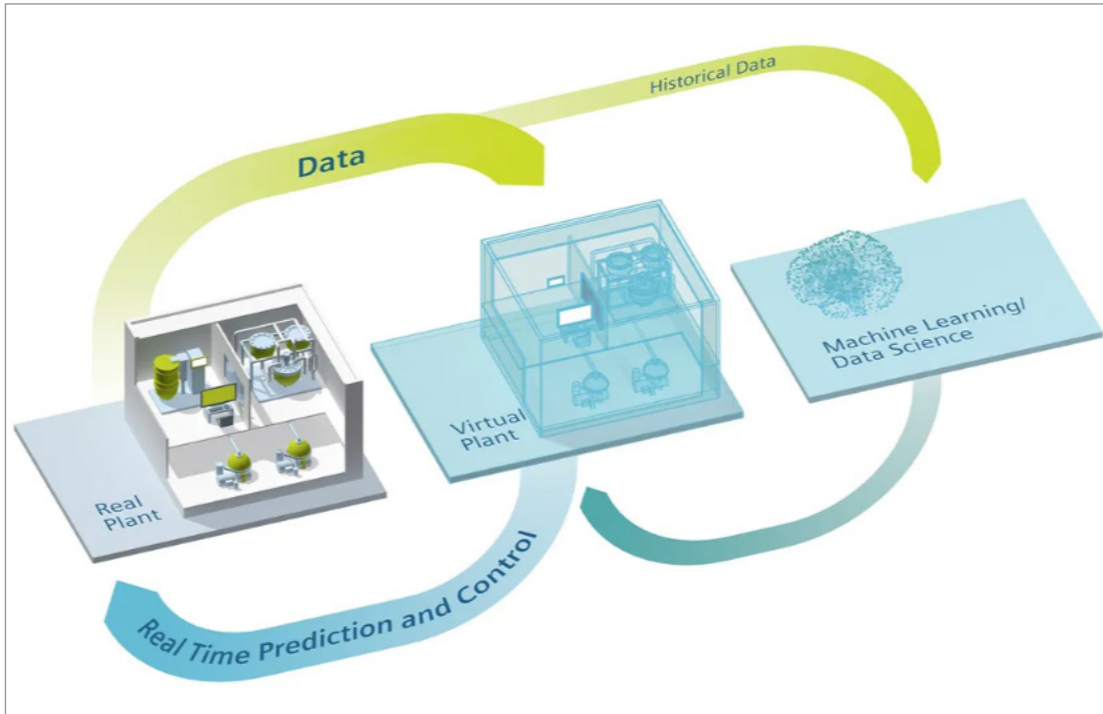 Historical Data
Data
Machine Learning/
Data Science
Virtual
Plant
Real
Plant
Real Time Prediction and Control